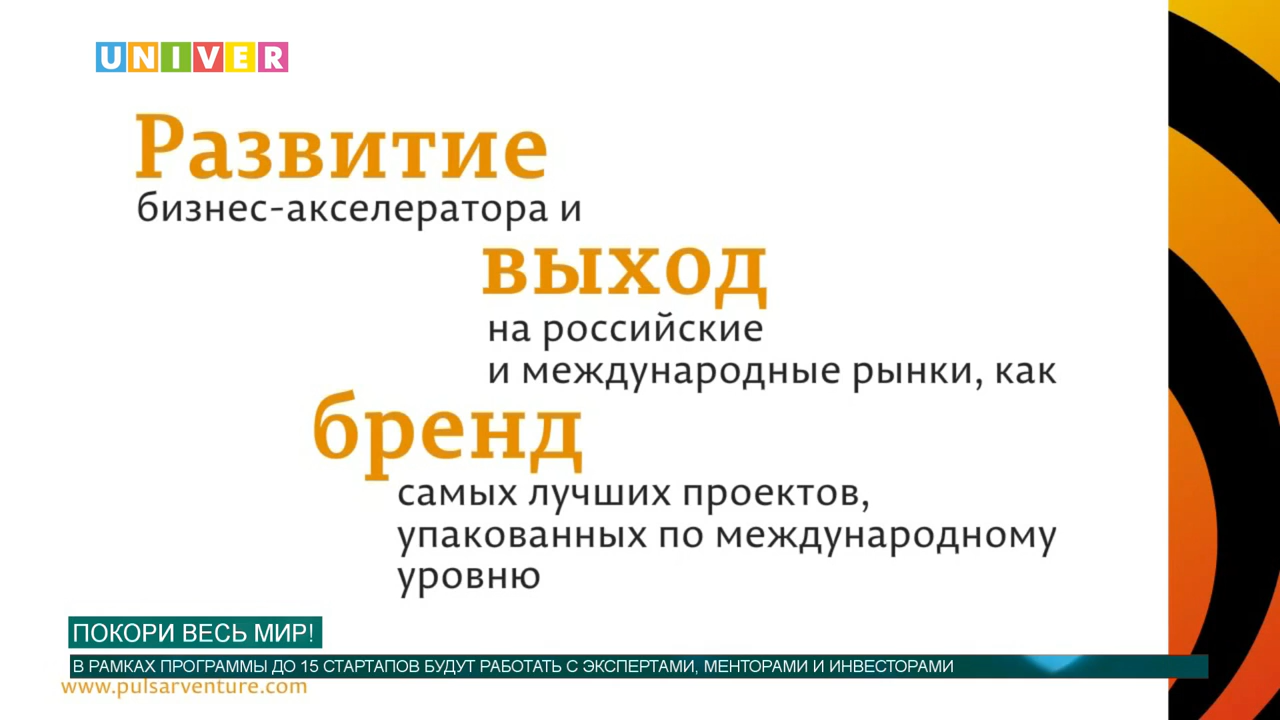 UNIVER
Развитие
бизнес-акселератора и
выход
на российские
и международные рынки, как
бренд
самых лучших проектов,
упакованных по международному
уровню
ПОКОРИ ВЕСЬ МИР!
В РАМКАХ ПРОГРАММЫ ДО 15 СТАРТАПОВ БУДУТ РАБОТАТЬ С ЭКСПЕРТАМИ, МЕНТОРАМИ И ИНВЕСТОРАМИ
www.pulsarventure.com